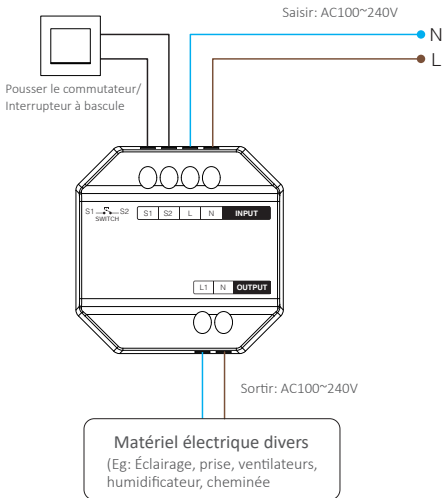 Saisir: AC100~240V
N
L
Pousser le commutateur/
Interrupteur à bascule
S1 S2
SWITCH
S1 S2 L N INPUT
L1 N OUTPUT
Sortir: AC100~240V
Matériel électrique divers
(Eg: Éclairage, prise, ventilateurs,
humidificateur, cheminée